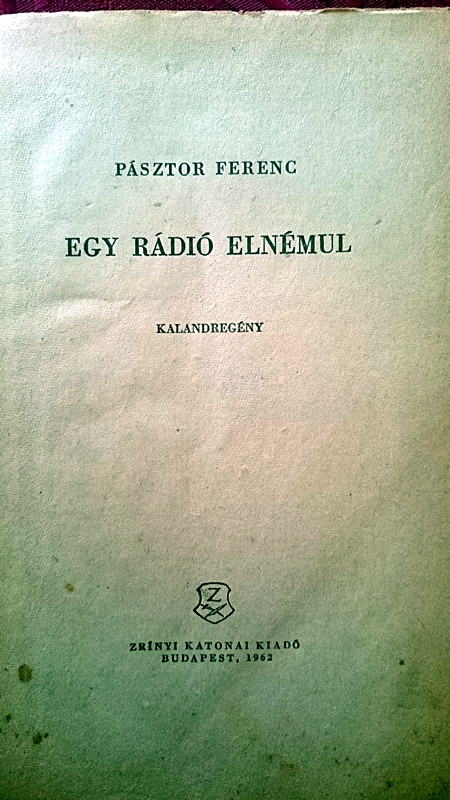 PÁSZTOR FERENC
EGY RÁDIÓ ELNÉMUL
KALANDREGÉNY
Z
ZRÍNYI KATONAI KIADÓ
BUDAPEST, 1962